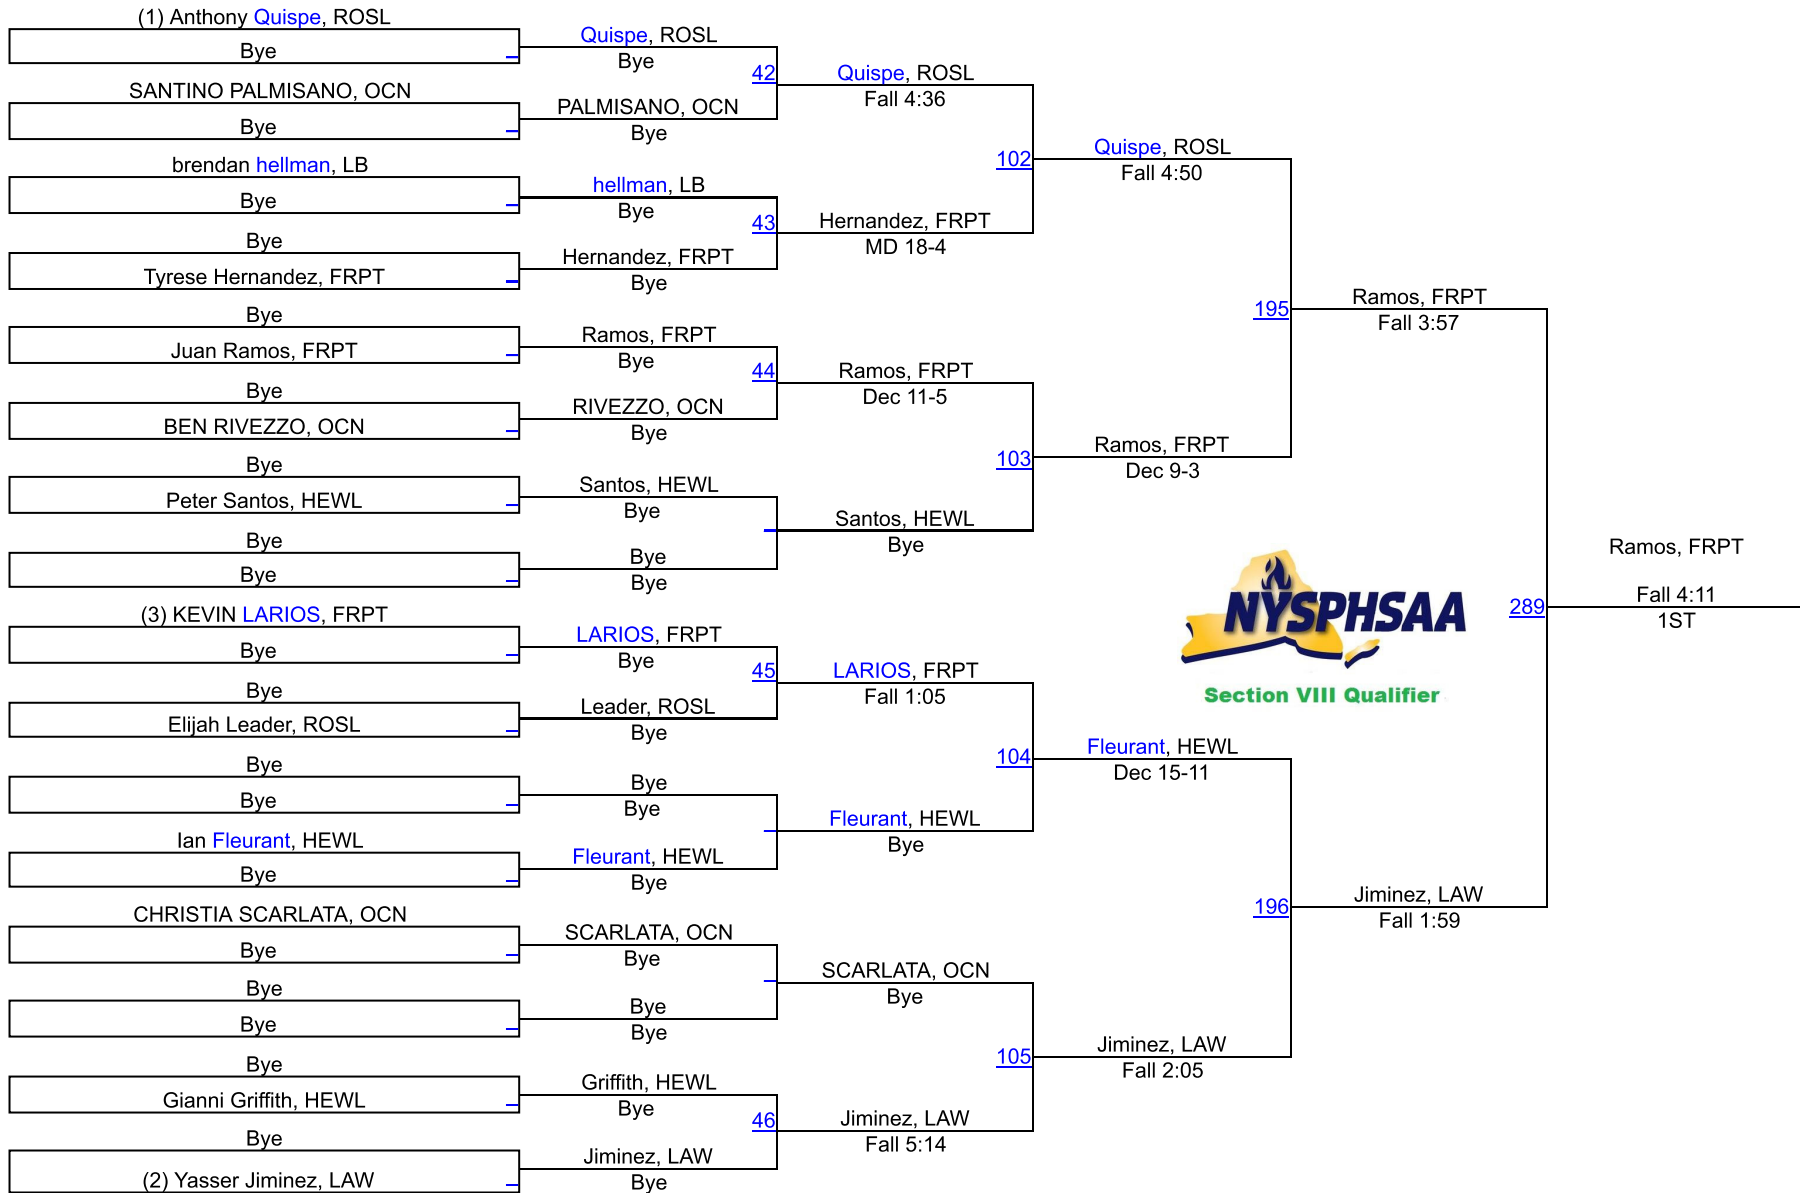 (1) Anthony Quispe, ROSL
Bye
SANTINO PALMISANO, OCN
Bye
brendan hellman, LB
Bye
Bye
Tyrese Hernandez, FRPT
Bye
Juan Ramos, FRPT
Bye
BEN RIVEZZO, OCN
Bye
Peter Santos, HEWL
Bye
Bye
(3) KEVIN LARIOS, FRPT
Bye
Bye
Elijah Leader, ROSL
Bye
Bye
Ian Fleurant, HEWL
Bye
CHRISTIA SCARLATA, OCN
Bye
Bye
Bye
Bye
Gianni Griffith, HEWL
Bye
(2) Yasser Jiminez, LAW
Quispe, ROSL
Bye
42
PALMISANO, OCN
Bye
hellman, LB
Bye
43
Hernandez, FRPT
Bye
Ramos, FRPT
Bye
44
RIVEZZO, OCN
Bye
Santos, HEWL
Bye
Bye
Bye
LARIOS, FRPT
Bye
45
Leader, ROSL
Bye
Bye
Bye
Fleurant, HEWL
Bye
SCARLATA, OCN
Bye
Bye
Bye
Griffith, HEWL
Bye
46
Jiminez, LAW
Bye
Quispe, ROSL
Fall 4:36
102
Hernandez, FRPT
MD 18-4
Ramos, FRPT
Dec 11-5
103
Santos, HEWL
Bye
LARIOS, FRPT
Fall 1:05
104
Fleurant, HEWL
Bye
SCARLATA, OCN
Bye
105
Jiminez, LAW
Fall 5:14
Quispe, ROSL
Fall 4:50
195
Ramos, FRPT
Dec 9-3
NYSPHSAA
Section VIII Qualifier
Fleurant, HEWL
Dec 15-11
196
Jiminez, LAW
Fall 2:05
Ramos, FRPT
Fall 3:57
289
Jiminez, LAW
Fall 1:59
Ramos, FRPT
Fall 4:11
1ST